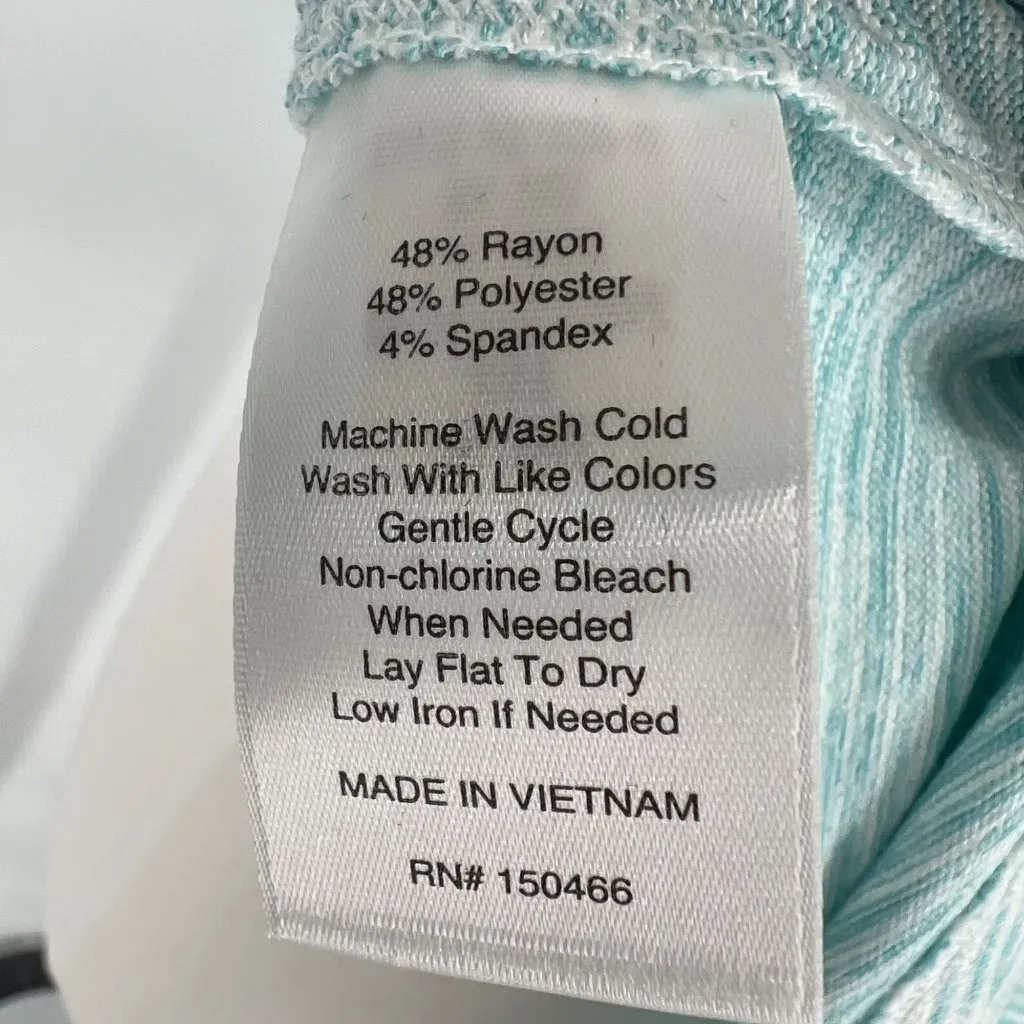 48% Rayon
48% Polyester
4% Spandex
Machine Wash Cold
Wash With Like Colors
Gentle Cycle
Non-chlorine Bleach
When Needed
Lay Flat To Dry
Low Iron If Needed
MADE IN VIETNAM
RN# 150466